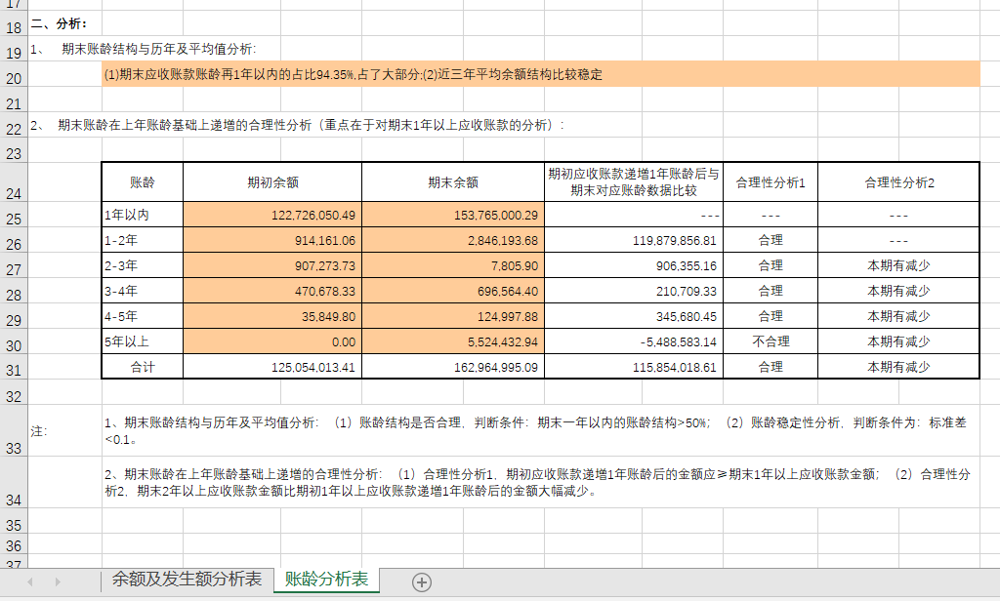 17
18 二、分析：
19 1、 期末账龄结构与历年及平均值分析:
20 (1)期末应收账款账龄再1年以内的占比94.35%,占了大部分;(2)近三年平均余额结构比较稳定
21
22 2、 期末账龄在上年账龄基础上递增的合理性分析（重点在于对期末1年以上应收账款的分析）:
23
24 账龄 期初余额 期末余额 期初应收账款递增1年账龄后与
期末对应账龄数据比较 合理性分析1 合理性分析2
25 1年以内 122,726,050.49 153,765,000.29 --- --- ---
26 1-2年 914,161.06 2,846,193.68 119,879,856.81 合理 ---
27 2-3年 907,273.73 7,805.90 906,355.16 合理 本期有减少
28 3-4年 470,678.33 696,564.40 210,709.33 合理 本期有减少
29 4-5年 35,849.80 124,997.88 345,680.45 合理 本期有减少
30 5年以上 0.00 5,524,432.94 -5,488,583.14 不合理 本期有减少
31 合计 125,054,013.41 162,964,995.09 115,854,018.61 合理 本期有减少
32
33 注: 1、期末账龄结构与历年及平均值分析：（1）账龄结构是否合理，判断条件：期末一年以内的账龄结构>50%；（2）账龄稳定性分析，判断条件为：标准差
<0.1。
34 2、期末账龄在上年账龄基础上递增的合理性分析：（1）合理性分析1，期初应收账款递增1年账龄后的金额应≥期末1年以上应收账款金额；（2）合理性分
析2，期末2年以上应收账款金额比期初1年以上应收账款递增1年账龄后的金额大幅减少。
35
36
37
余额及发生额分析表 账龄分析表